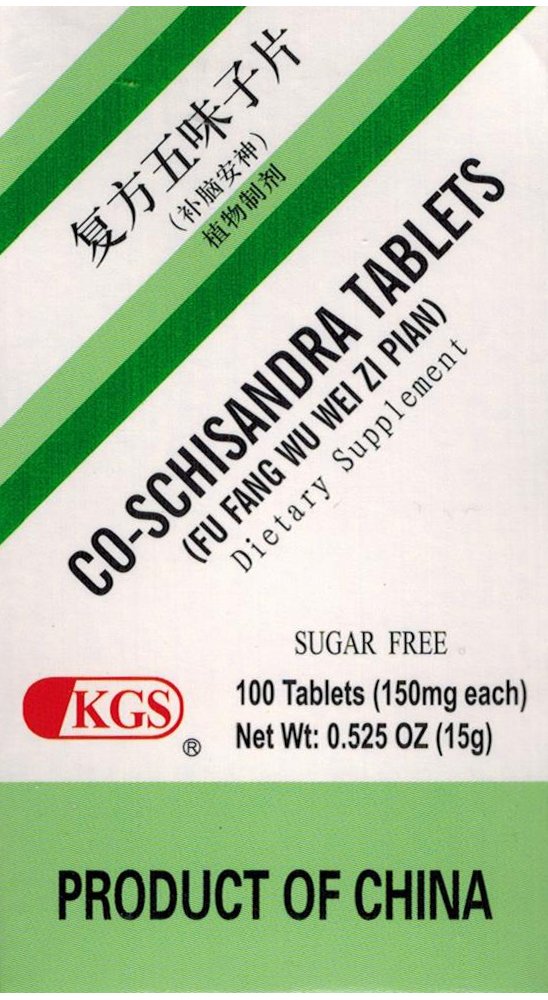 复方五味子片
(补脑安神)
植物制剂
CO-SCHISANDRA TABLETS
(FU FANG WU WEI ZI PIAN)
Dietary Supplement
SUGAR FREE
KGS
®
100 Tablets (150mg each)
Net Wt: 0.525 OZ (15g)
PRODUCT OF CHINA